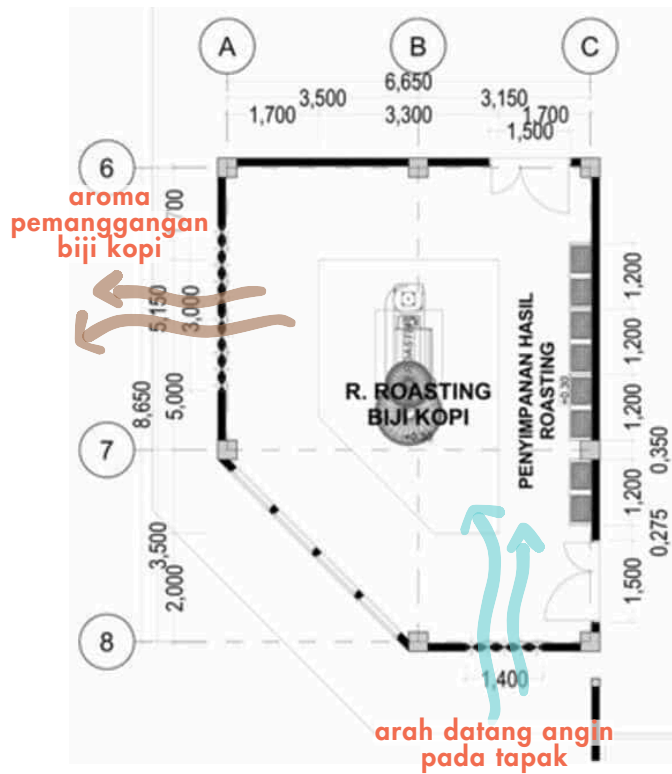 A
B
C
6,650
3,500
3,150
1,700
3,300
1,700
1,500
6
aroma
pemanggangan
biji kopi
5,150
3,000
1,200
1,200
1,200
1,200
R. ROASTING
BIJI KOPI
PENYIMPANAN HASIL
ROASTING
+0.30
8,650
5,000
7
0,350
0,275
3,500
2,000
1,500
8
1,400
arah datang angin
pada tapak